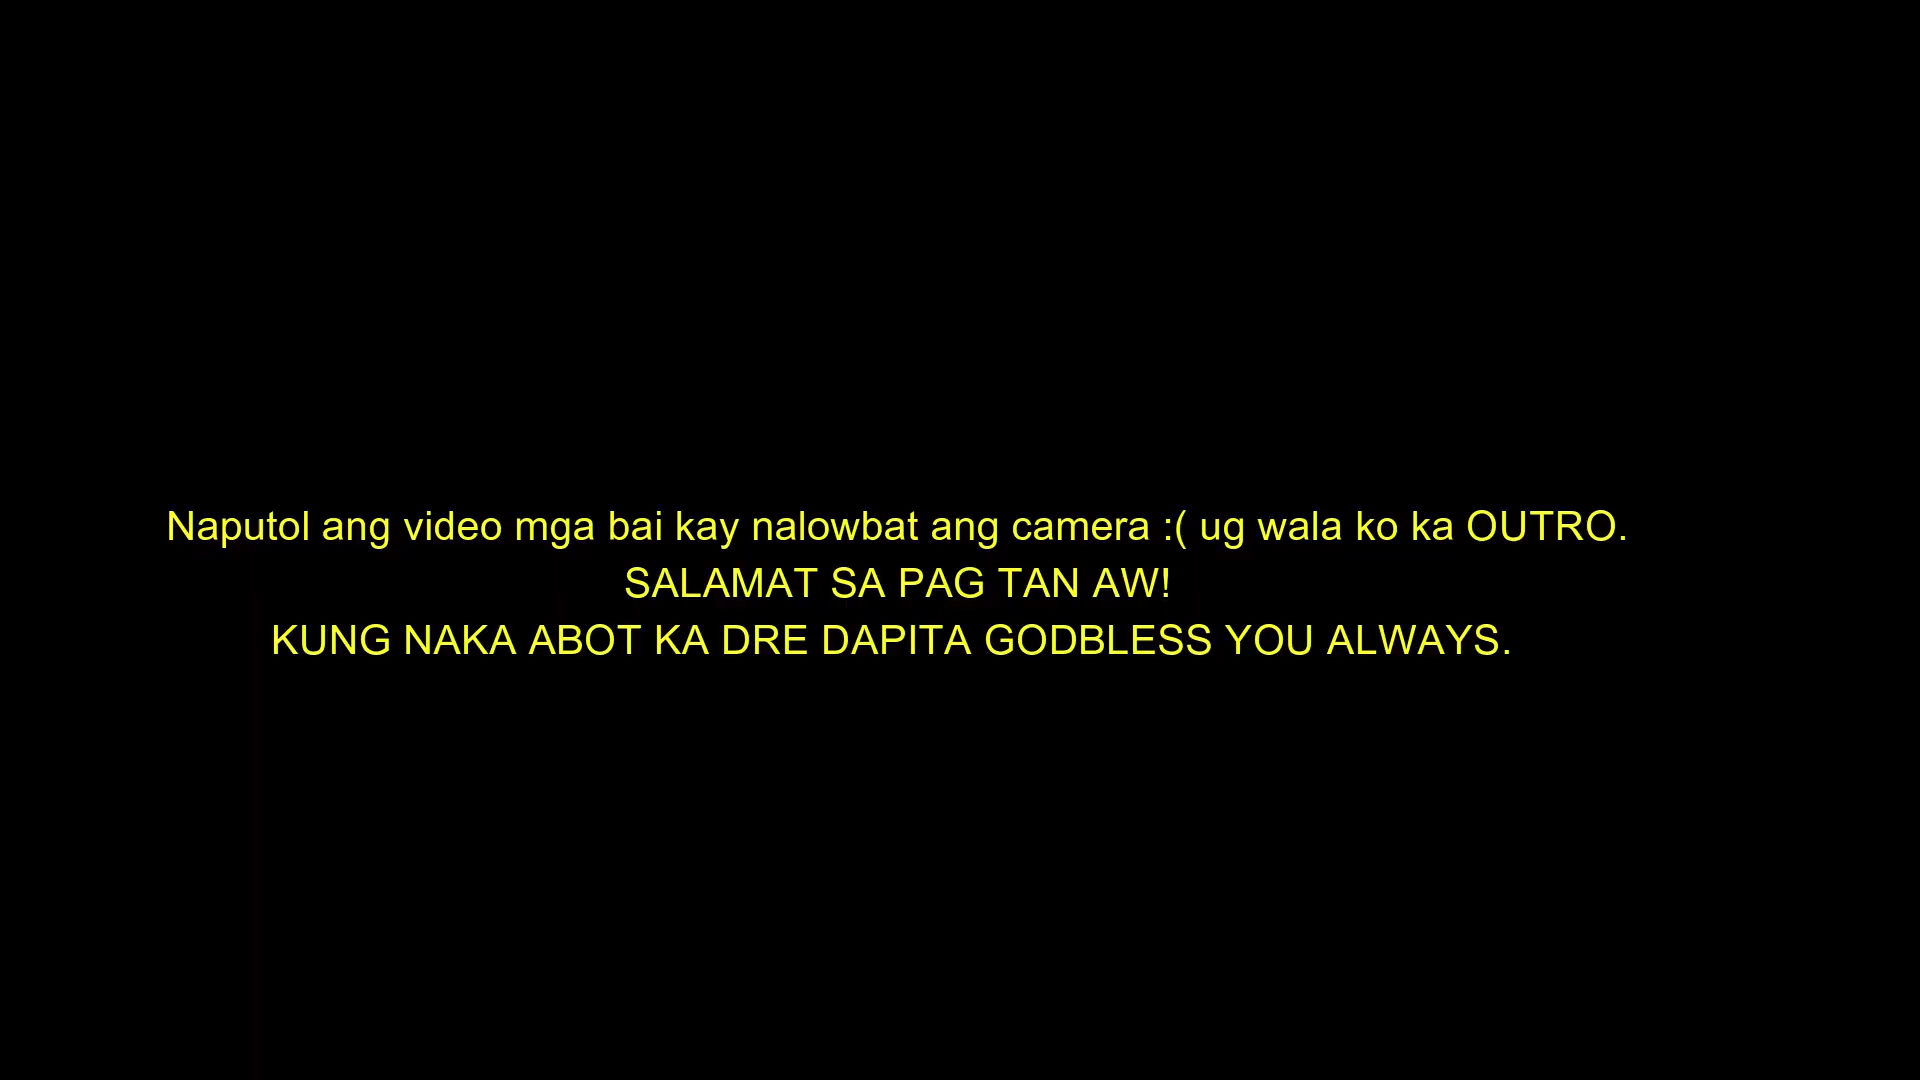 Naputol ang video mga bai kay nalowbat ang camera :( ug wala ko ka OUTRO.
SALAMAT SA PAG TAN AW!
KUNG NAKA ABOT KA DRE DAPITA GODBLESS YOU ALWAYS.